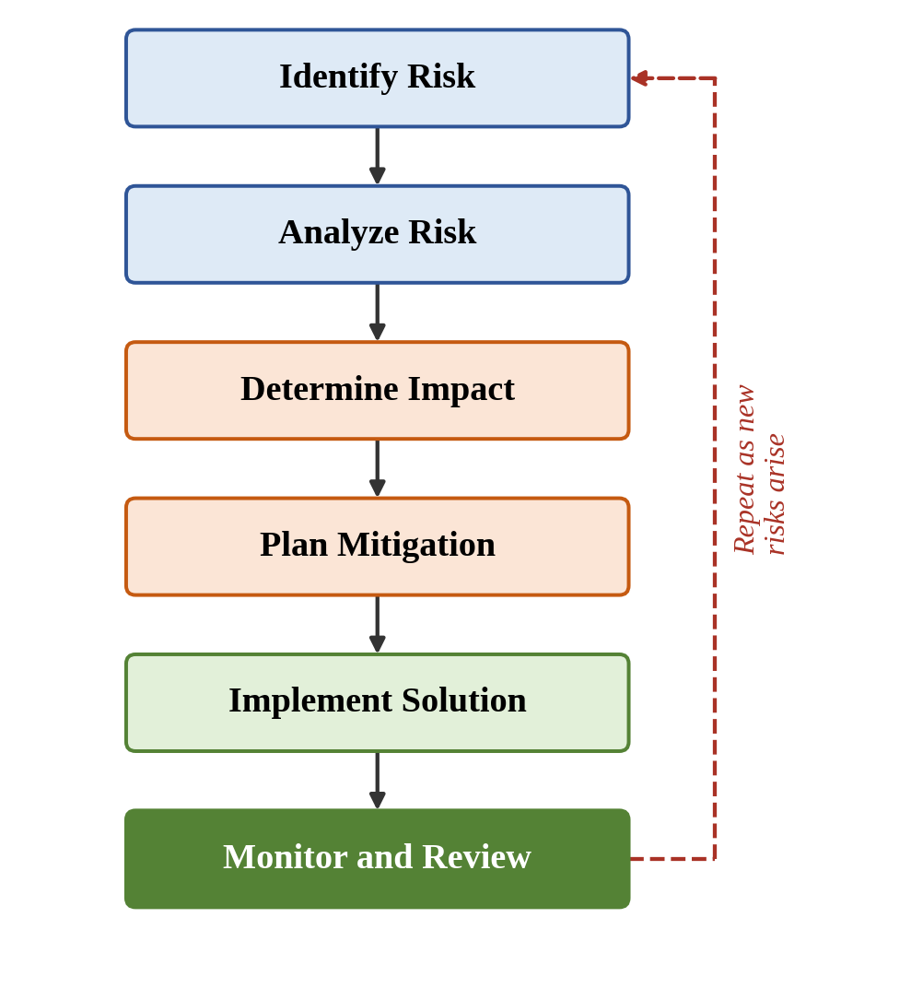 Identify Risk
Analyze Risk
Determine Impact
Plan Mitigation
Implement Solution
Monitor and Review
Repeat as new
risks arise